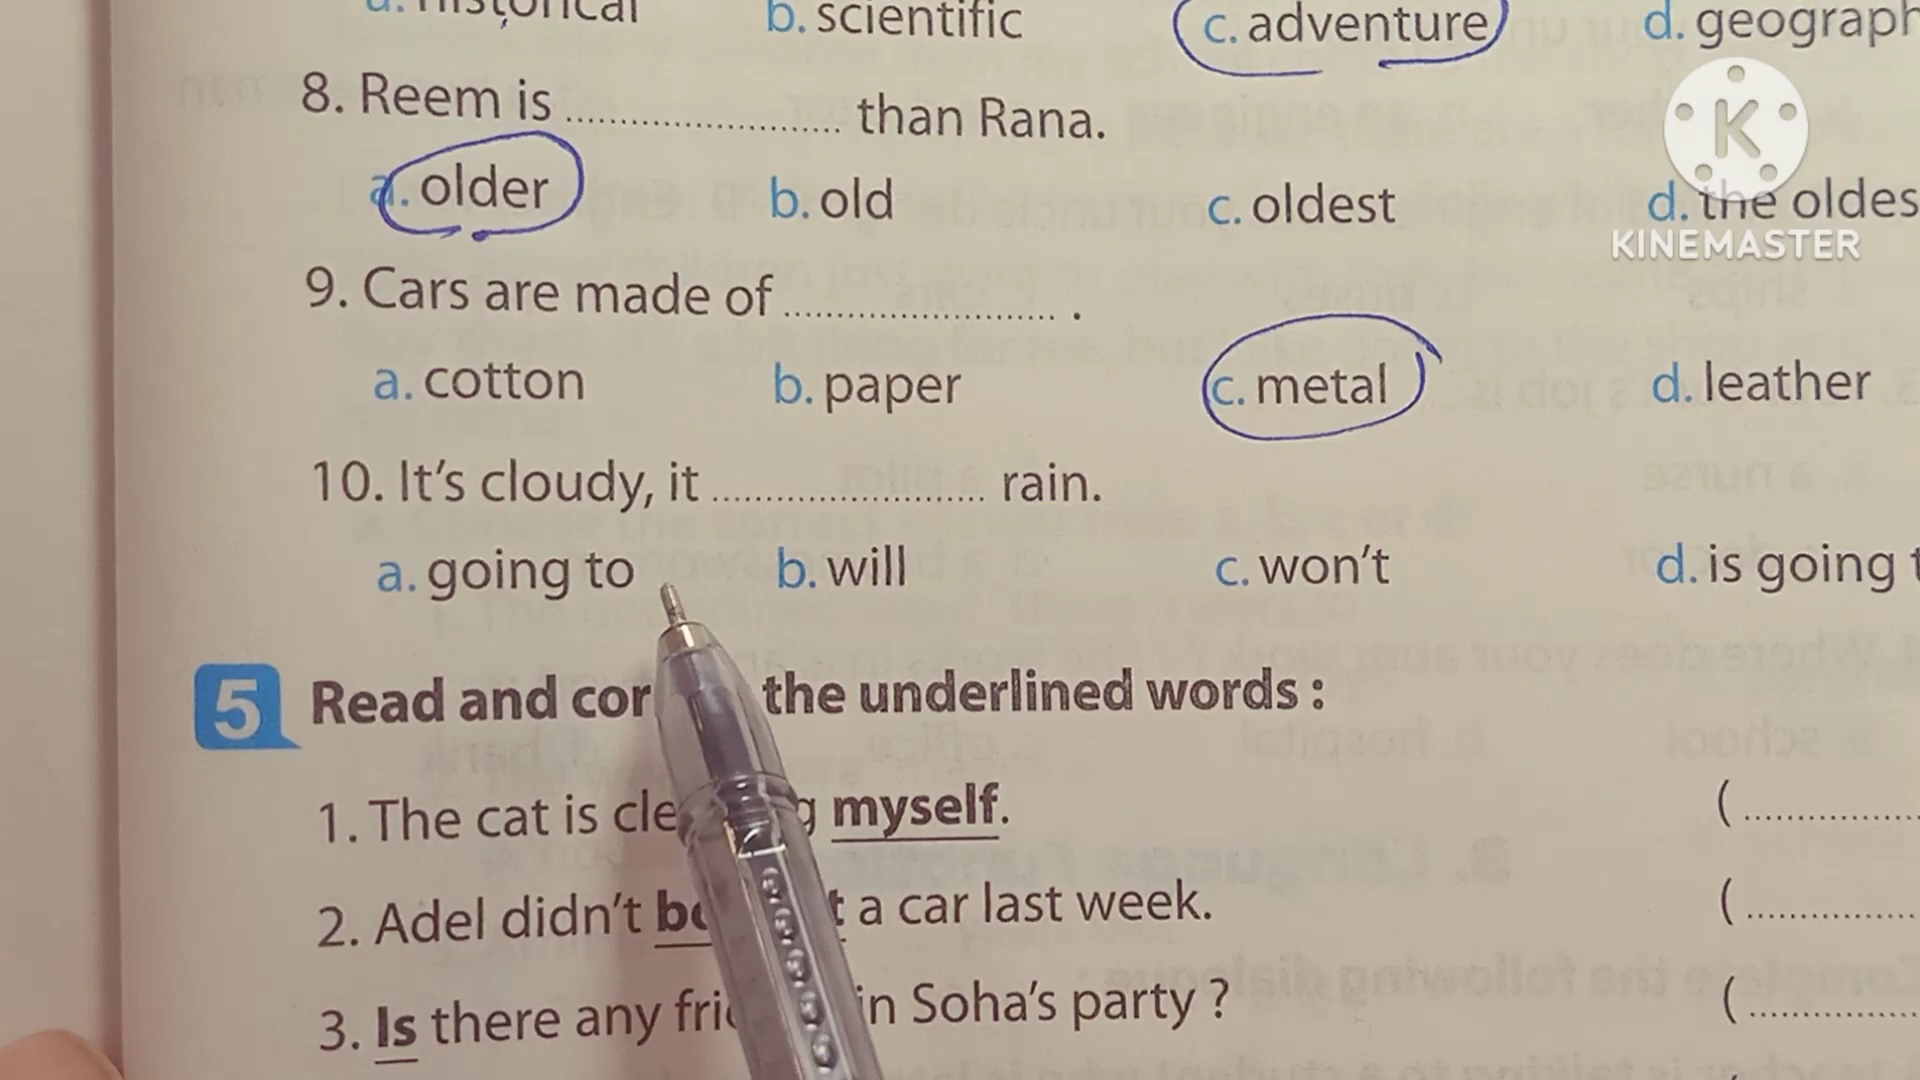 a. historical b. scientific c. adventure d. geograph
8. Reem is ........................ than Rana.
a. older b. old c. oldest d. the oldes
KINEMASTER
9. Cars are made of ........................ .
a. cotton b. paper c. metal d. leather
10. It's cloudy, it ........................ rain.
a. going to b. will c. won't d. is going t
5 Read and cor the underlined words :
1. The cat is cle g myself. (..............
2. Adel didn't bo t a car last week. (..............
3. Is there any frie in Soha's party ? (..............